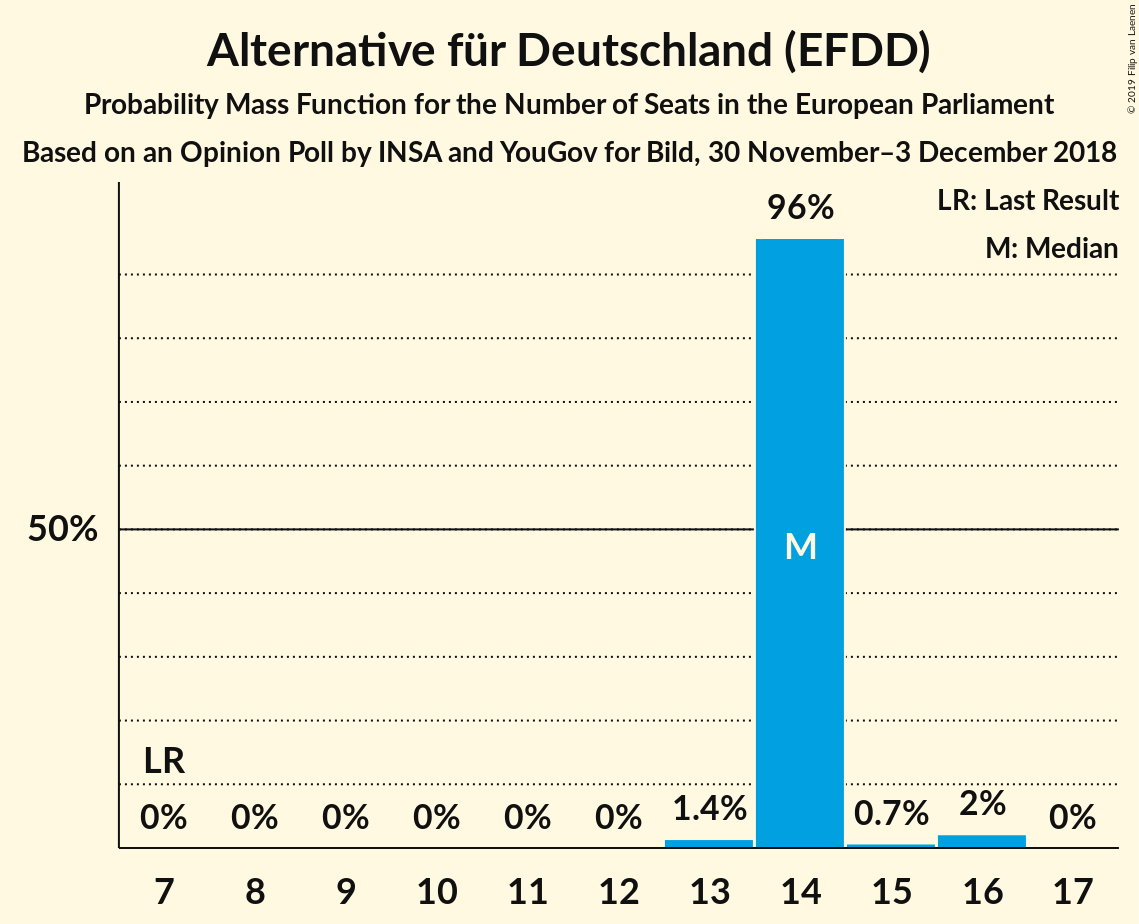 Alternative für Deutschland (EFDD)
Probability Mass Function for the Number of Seats in the European Parliament
Based on an Opinion Poll by INSA and YouGov for Bild, 30 November–3 December 2018
© 2019 Filip van Laenen
LR: Last Result
M: Median
96%
50%
M
LR
0% 0% 0% 0% 0% 0% 1.4% 0.7% 2% 0%
7 8 9 10 11 12 13 14 15 16 17